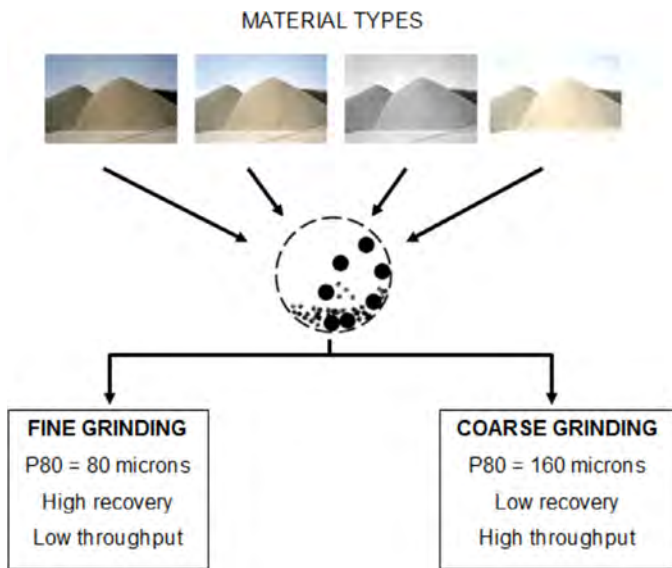 MATERIAL TYPES
FINE GRINDING
P80 = 80 microns
High recovery
Low throughput
COARSE GRINDING
P80 = 160 microns
Low recovery
High throughput